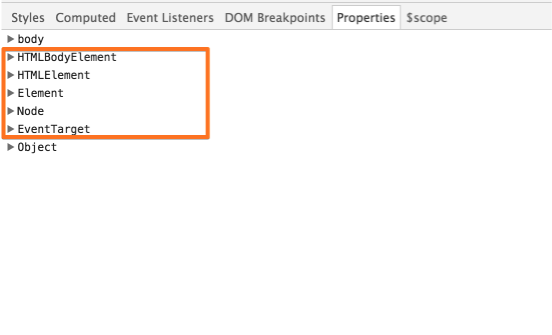 Styles Computed Event Listeners DOM Breakpoints Properties $scope
body
HTMLBodyElement
HTMLElement
Element
Node
EventTarget
Object